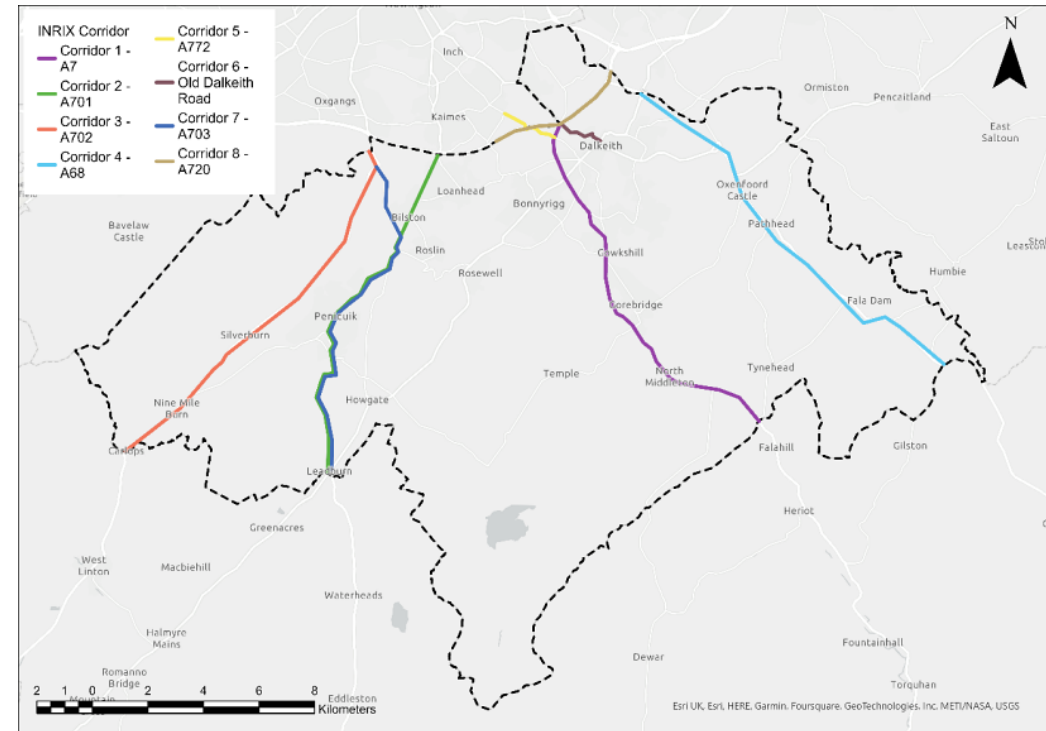 INRIX Corridor
Corridor 1 -
A7
Corridor 2 -
A701
Corridor 3 -
A702
Corridor 4 -
A68
Corridor 5 -
A772
Corridor 6 -
Old Dalkeith
Road
Corridor 7 -
A703
Corridor 8 -
A720
N
Inch
Oxgangs
Kaimes
Ormiston
Pencaitland
East
Saltoun
Dalkeith
Loanhead
Bonnyrigg
Oxenfoord
Castle
Pathhead
Bavelaw
Castle
Bilston
Roslin
Rosewell
Gowkshill
Humbie
Fala Dam
Gorebridge
Silverburn
Penicuik
Temple
North
Middleton
Tynehead
Nine Mile
Burn
Howgate
Carlops
Falahill
Gilston
Leadburn
Greenacres
Heriot
West
Linton
Macbiehill
Waterheads
Halmyre
Mains
Fountainhall
Dewar
Romanno
Bridge
Torquhan
Mountain
Eddleston
2 1 0 2 4 6 8
Kilometers
Esri UK, Esri, HERE, Garmin, Foursquare, GeoTechnologies, Inc, METI/NASA, USGS